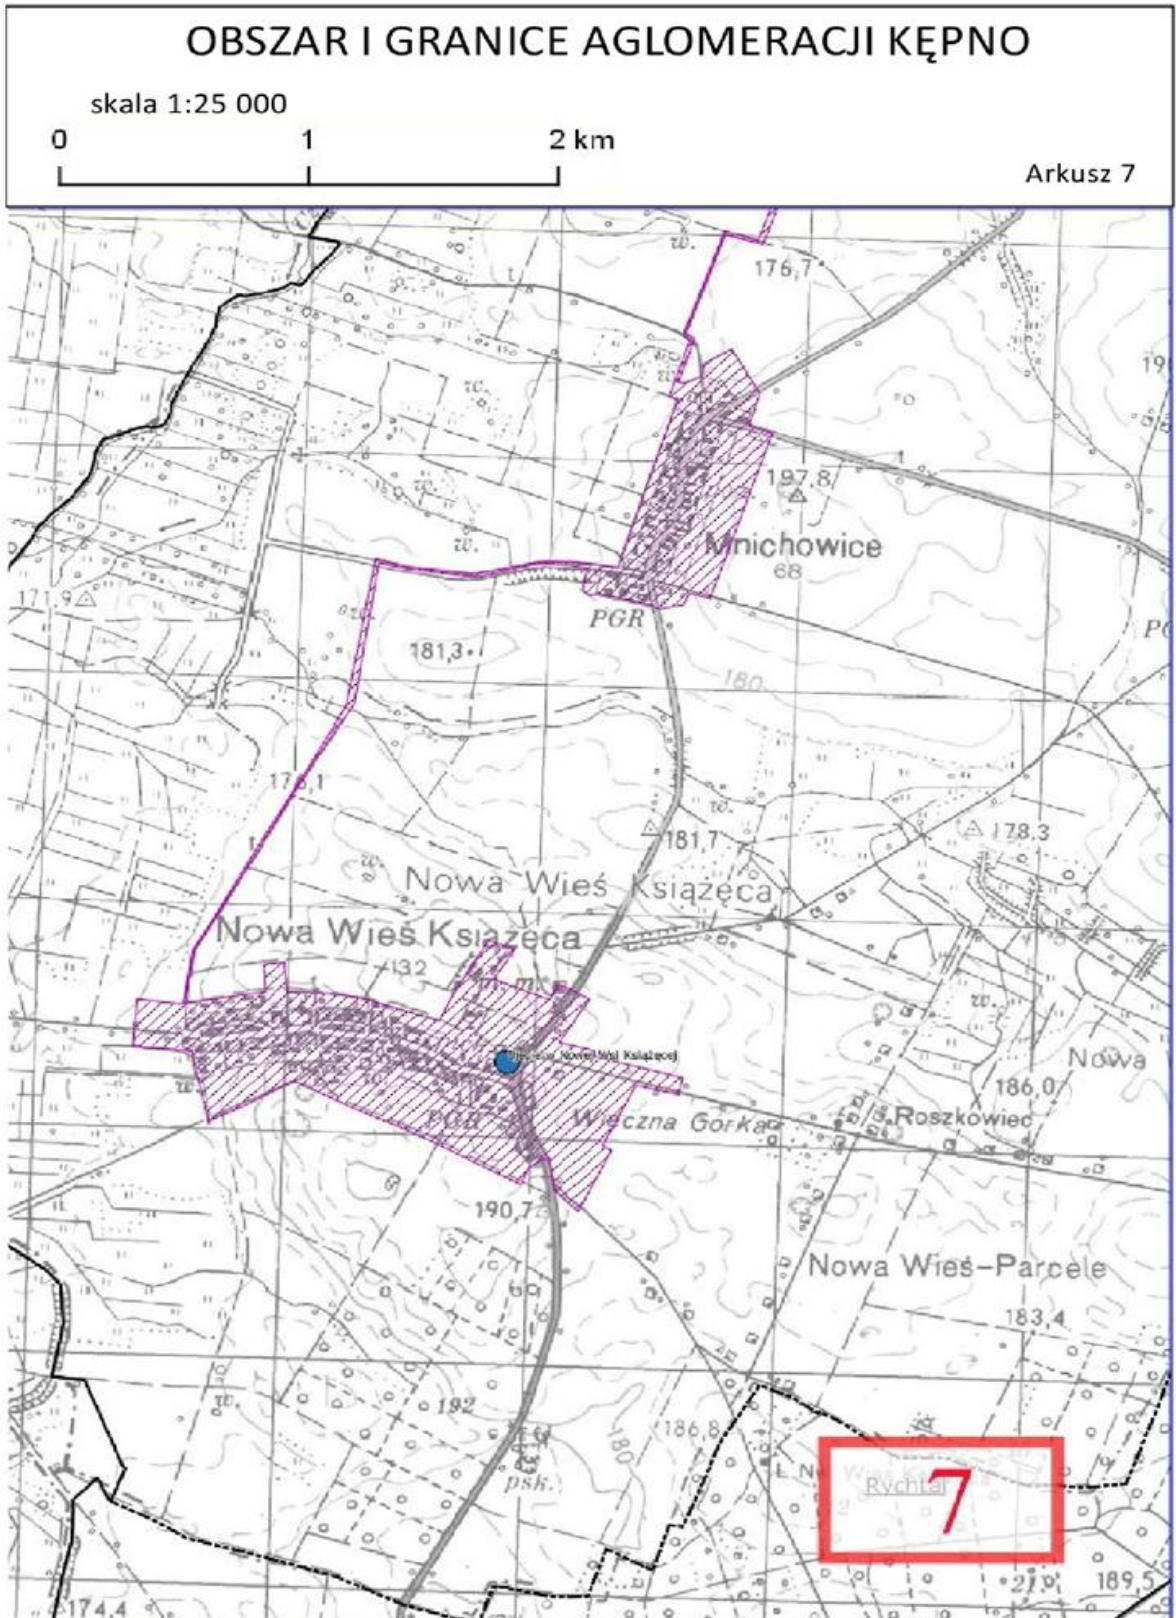 OBSZAR I GRANICE AGLOMERACJI KĘPNO
skala 1:25 000
0 1 2 km
Arkusz 7
w.
176,7
t
19
w.
t
197,8
w.
w.
Mnichowice
68
171,9
PGR
181,3
180
w.
181,7
178,3
t
w.
Nowa Wieś Książęca
Nowa Wieś Książęca
132
t
w.
Nowa
w.
186,0
PGR
Wieczna Górka
Roszkowiec
190,7
Nowa Wieś-Parcele
183,4
192
w.
186,8
180
psk.
Rychtal
7
189,5
174,4